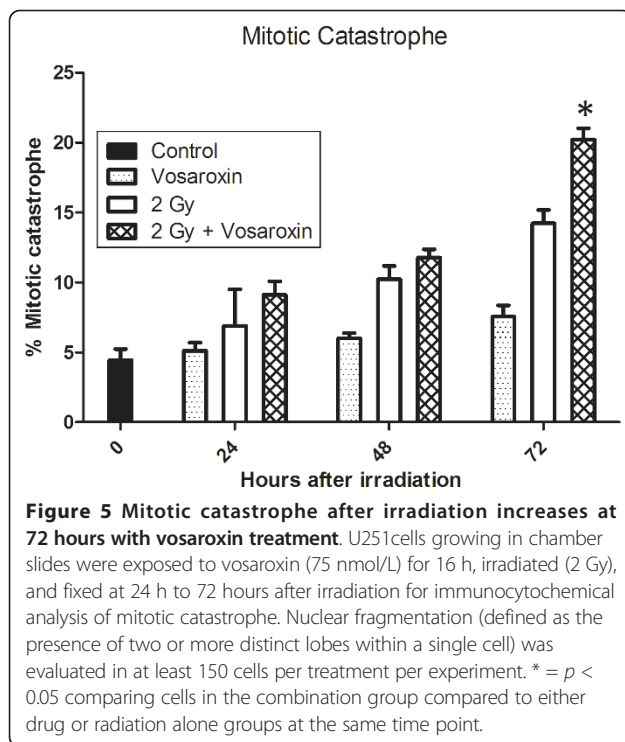 Mitotic Catastrophe
25
20
15
10
5
0
% Mitotic catastrophe
Control
Vosaroxin
2 Gy
2 Gy + Vosaroxin
*
0
24
48
72
Hours after irradiation
Figure 5 Mitotic catastrophe after irradiation increases at
72 hours with vosaroxin treatment. U251cells growing in chamber
slides were exposed to vosaroxin (75 nmol/L) for 16 h, irradiated (2 Gy),
and fixed at 24 h to 72 hours after irradiation for immunocytochemical
analysis of mitotic catastrophe. Nuclear fragmentation (defined as the
presence of two or more distinct lobes within a single cell) was
evaluated in at least 150 cells per treatment per experiment. * = p <
0.05 comparing cells in the combination group compared to either
drug or radiation alone groups at the same time point.